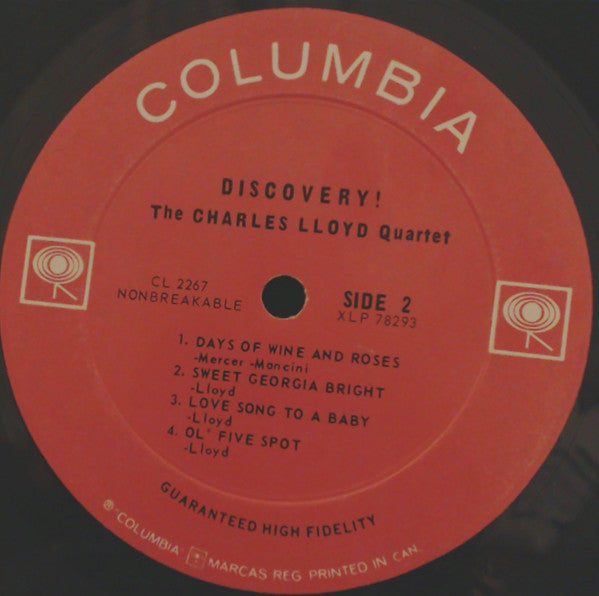 COLUMBIA
DISCOVERY!
The CHARLES LLOYD Quartet
CL 2267
NONBREAKABLE
SIDE 2
XLP 78293
1. DAYS OF WINE AND ROSES
-Mercer -Mancini
2. SWEET GEORGIA BRIGHT
-Lloyd
3. LOVE SONG TO A BABY
-Lloyd
4. OL' FIVE SPOT
-Lloyd
GUARANTEED HIGH FIDELITY
® "COLUMBIA" MARCAS REG. PRINTED IN CAN.